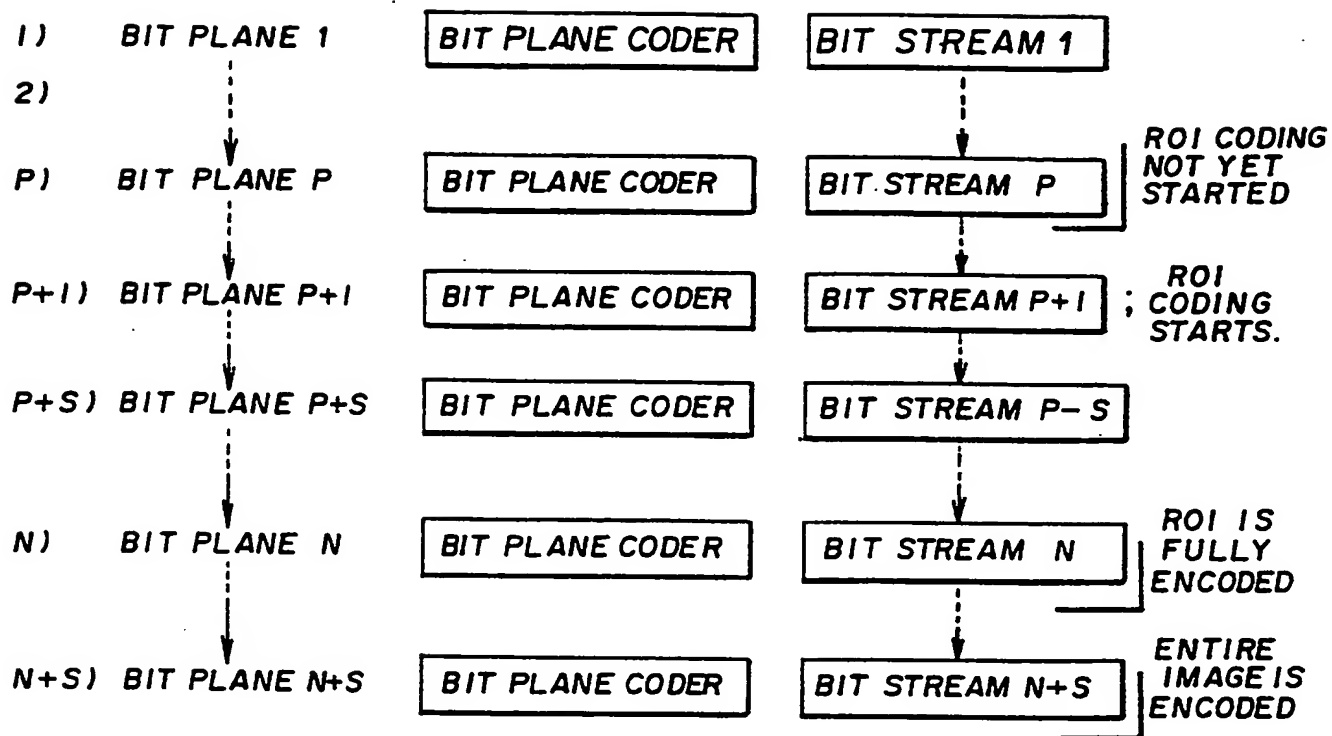 1) BIT PLANE 1 BIT PLANE CODER BIT STREAM 1
2)
P) BIT PLANE P BIT PLANE CODER BIT STREAM P
ROI CODING
NOT YET
STARTED
P+1) BIT PLANE P+1 BIT PLANE CODER BIT STREAM P+1 ; ROI
CODING
STARTS.
P+S) BIT PLANE P+S BIT PLANE CODER BIT STREAM P-S
N) BIT PLANE N BIT PLANE CODER BIT STREAM N
ROI IS
FULLY
ENCODED
N+S) BIT PLANE N+S BIT PLANE CODER BIT STREAM N+S
ENTIRE
IMAGE IS
ENCODED